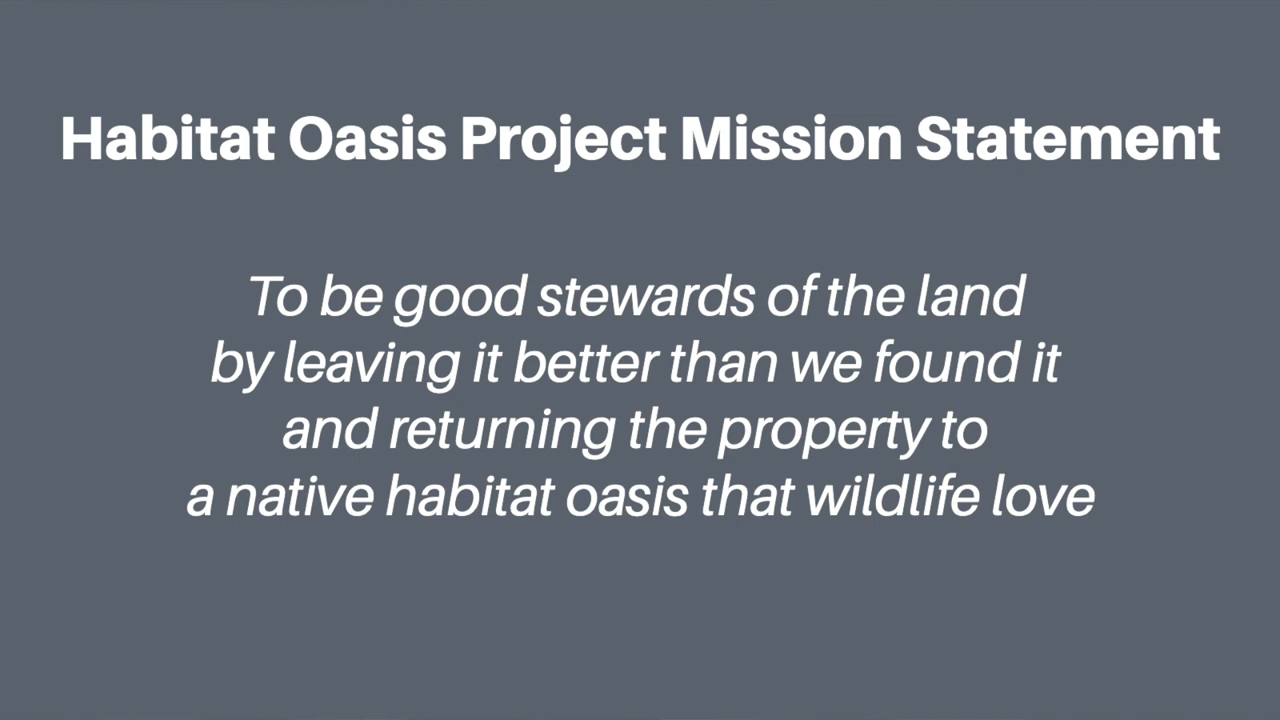 Habitat Oasis Project Mission Statement
To be good stewards of the land
by leaving it better than we found it
and returning the property to
a native habitat oasis that wildlife love